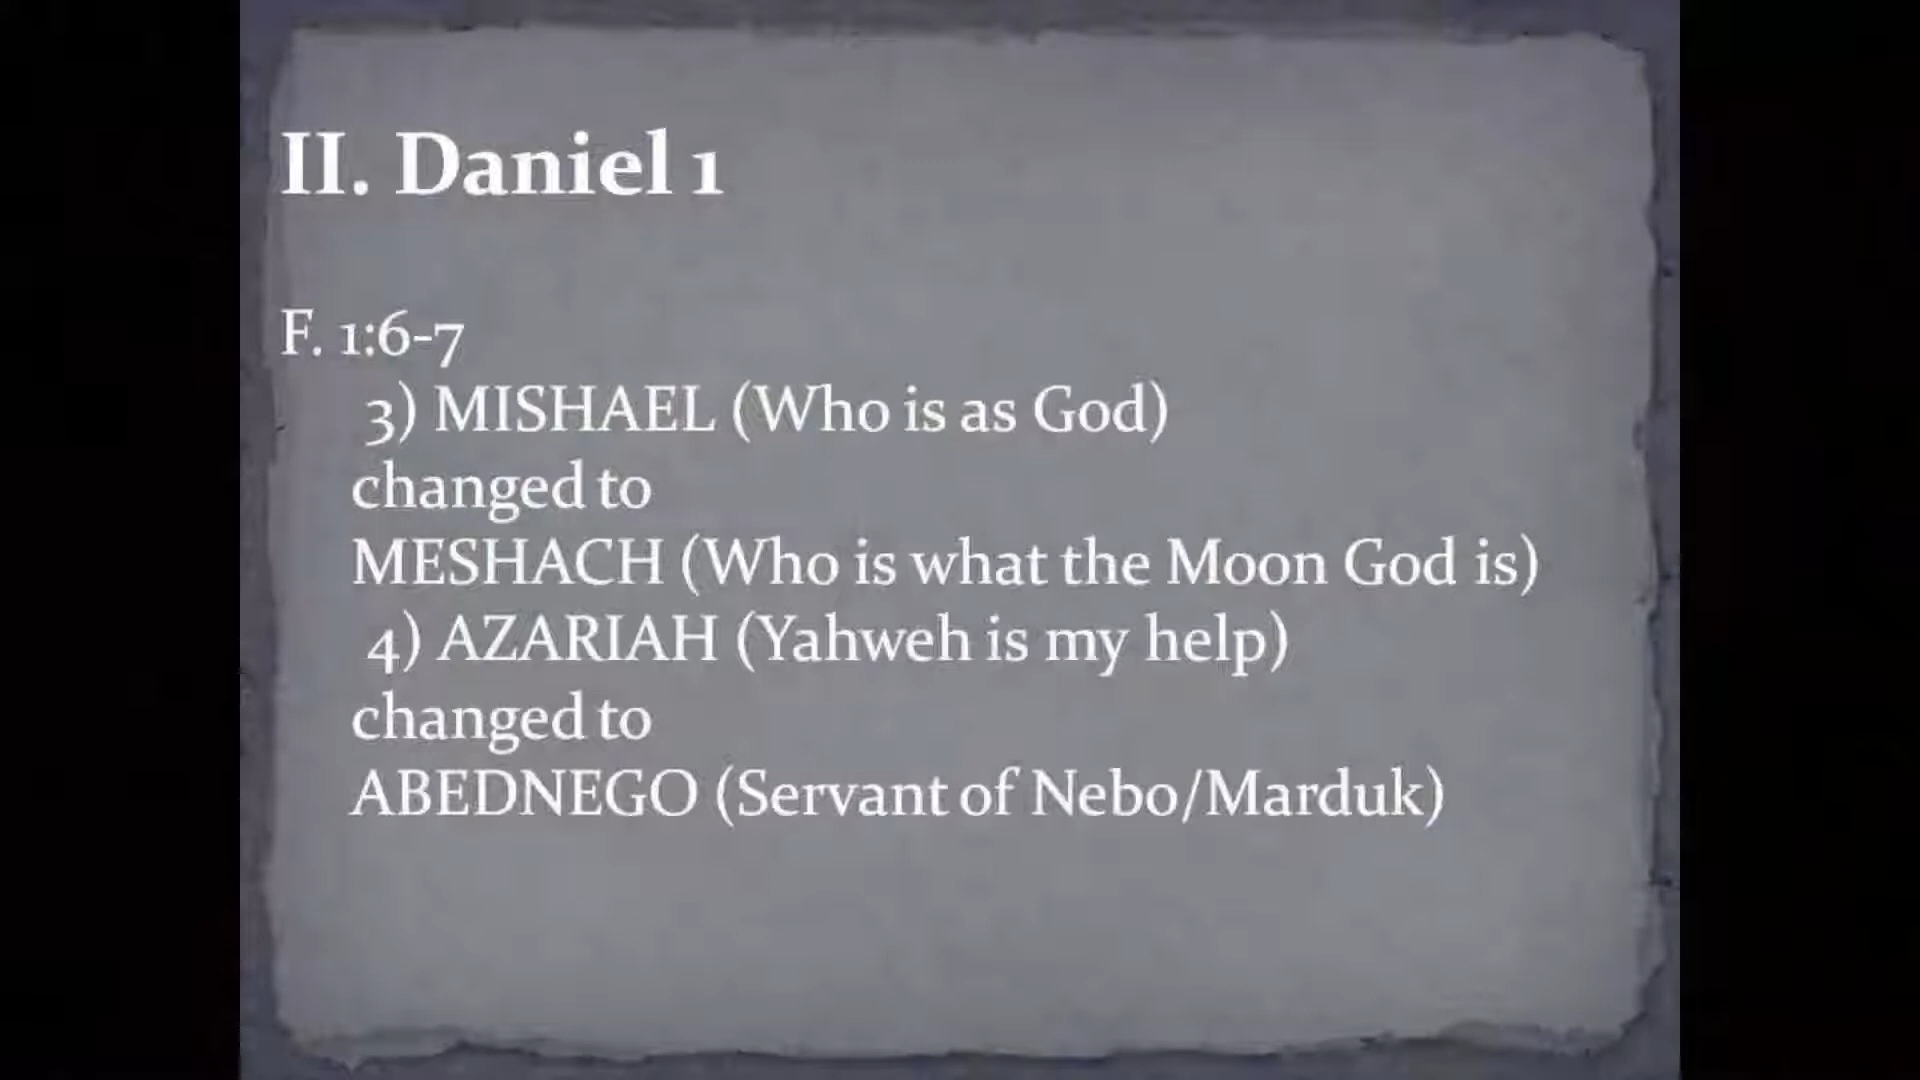 II. Daniel 1
F. 1:6-7
3) MISHAEL (Who is as God)
changed to
MESHACH (Who is what the Moon God is)
4) AZARIAH (Yahweh is my help)
changed to
ABEDNEGO (Servant of Nebo/Marduk)